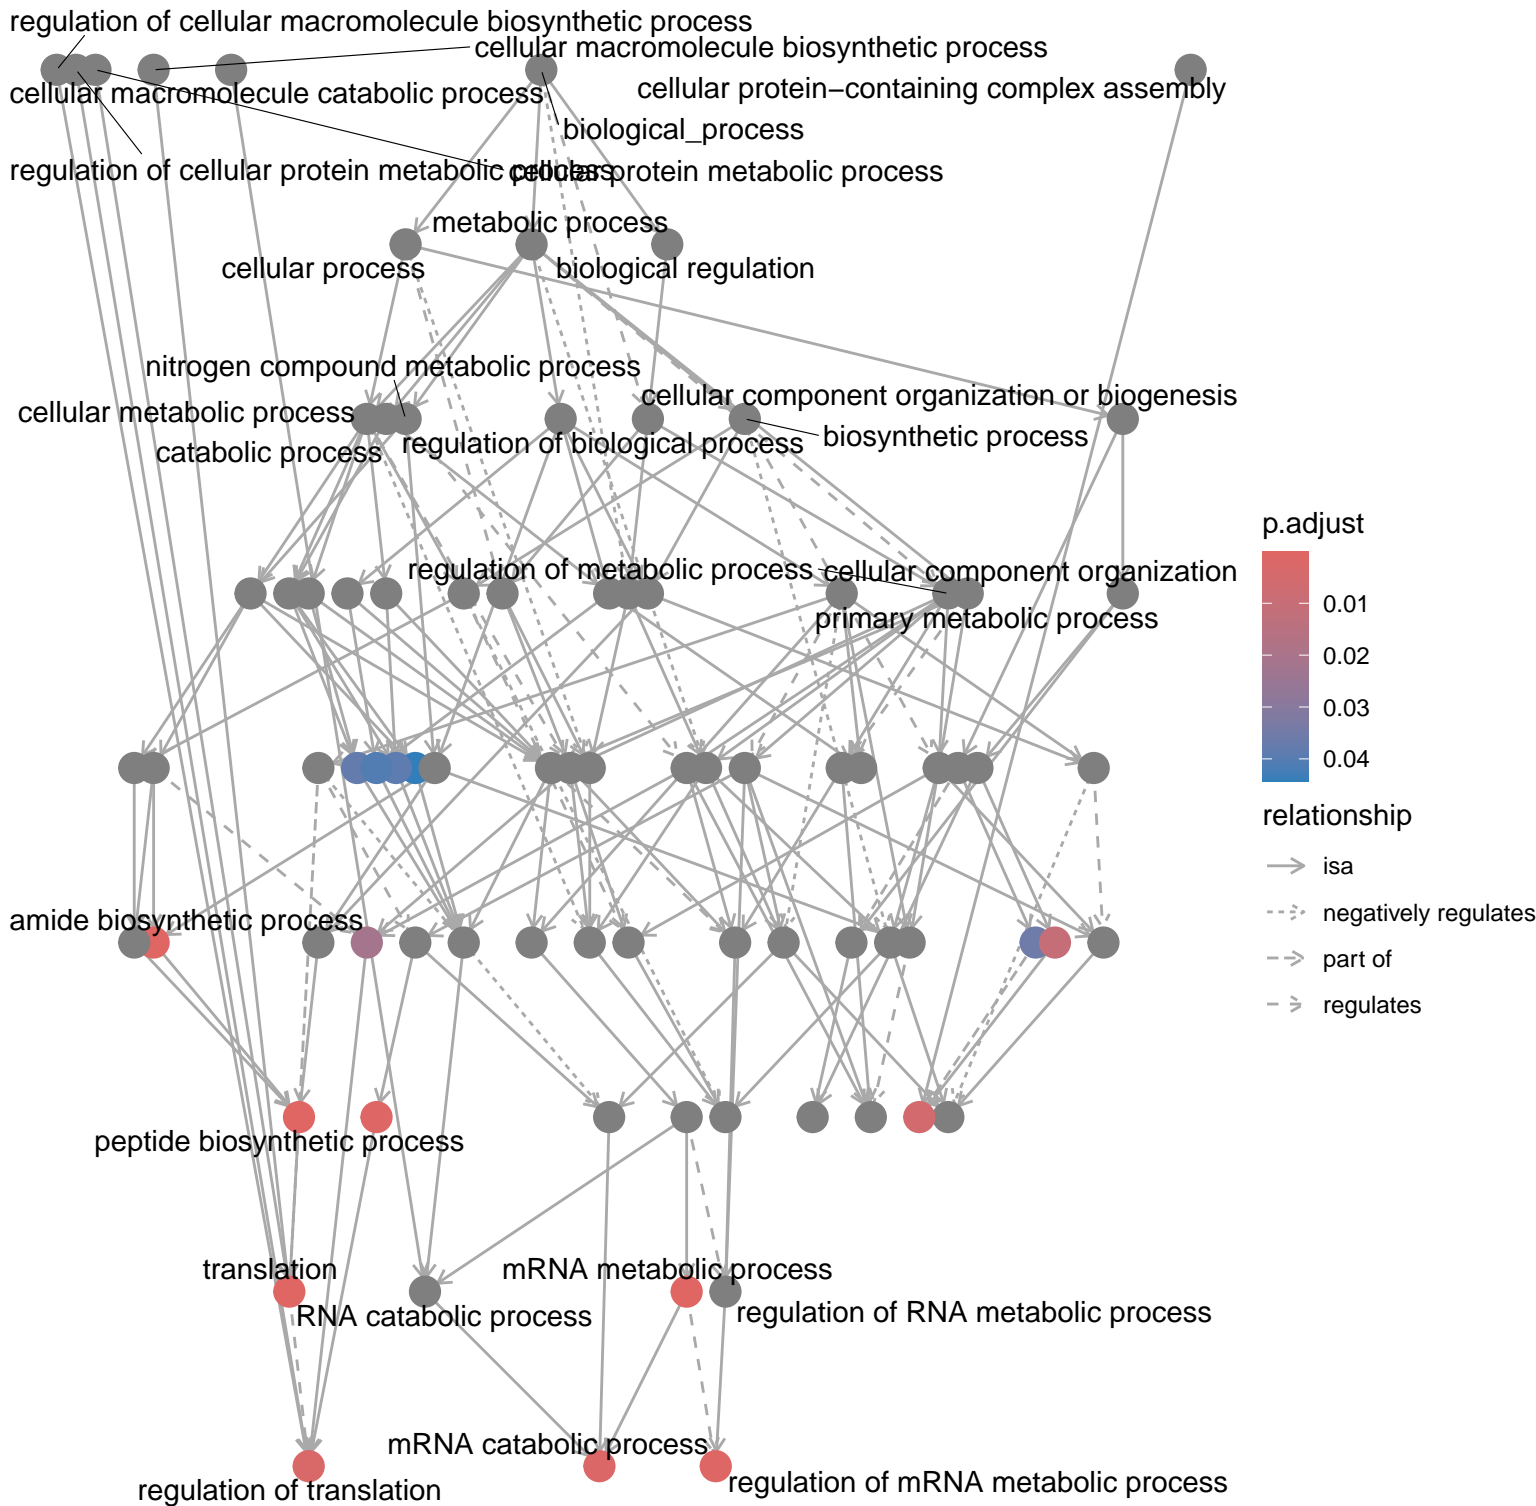 regulation of cellular macromolecule biosynthetic process
cellular macromolecule biosynthetic process
cellular macromolecule catabolic process
cellular protein−containing complex assembly
biological_process
regulation of cellular protein metabolic process
cellular protein metabolic process
metabolic process
cellular process
biological regulation
nitrogen compound metabolic process
cellular component organization or biogenesis
cellular metabolic process
regulation of biological process
biosynthetic process
catabolic process
regulation of metabolic process
cellular component organization
primary metabolic process
p.adjust
0.01
0.02
0.03
0.04
relationship
isa
negatively regulates
part of
regulates
amide biosynthetic process
peptide biosynthetic process
translation
mRNA metabolic process
RNA catabolic process
regulation of RNA metabolic process
mRNA catabolic process
regulation of translation
regulation of mRNA metabolic process